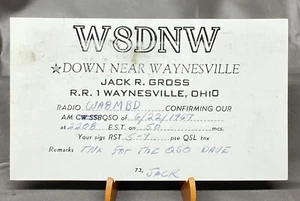 W8DNW
☆DOWN NEAR WAYNESVILLE
JACK R. GROSS
R.R. 1 WAYNESVILLE, OHIO
RADIO WA8MBD CONFIRMING OUR
AM CW SSB QSO of 6/22/1967
at 2208 E.S.T. on 50 mcs.
Your sigs RST 5-9 pse QSL tnx
Remarks TNX FOR THE QSO DAVE
73, JACK